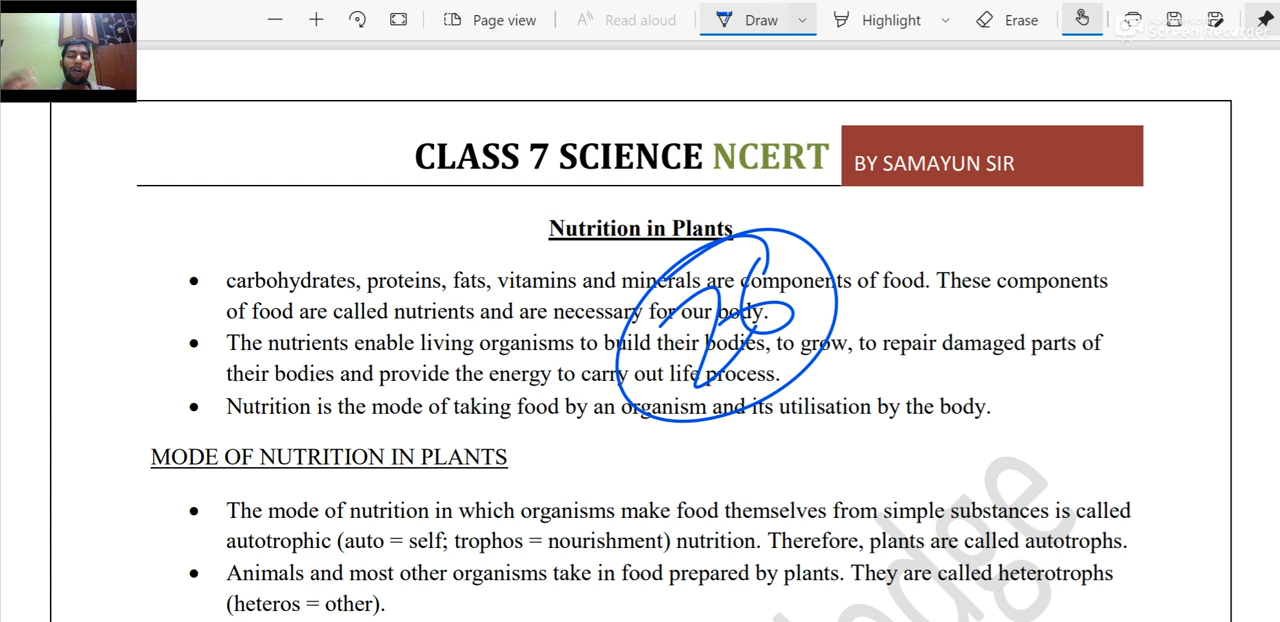 Page view
Read aloud
Draw
Highlight
Erase
Screen Recorder
CLASS 7 SCIENCE NCERT
BY SAMAYUN SIR
Nutrition in Plants
• carbohydrates, proteins, fats, vitamins and minerals are components of food. These components
of food are called nutrients and are necessary for our body.
• The nutrients enable living organisms to build their bodies, to grow, to repair damaged parts of
their bodies and provide the energy to carry out life process.
• Nutrition is the mode of taking food by an organism and its utilisation by the body.
26
MODE OF NUTRITION IN PLANTS
• The mode of nutrition in which organisms make food themselves from simple substances is called
autotrophic (auto = self; trophos = nourishment) nutrition. Therefore, plants are called autotrophs.
• Animals and most other organisms take in food prepared by plants. They are called heterotrophs
(heteros = other).